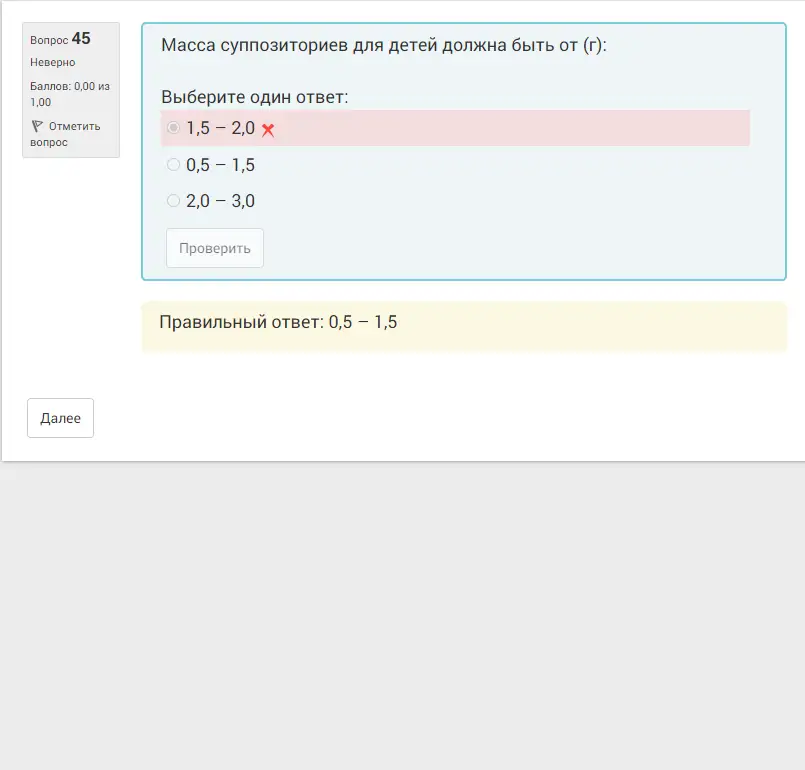 Вопрос 45
Неверно
Баллов: 0,00 из
1,00
Отметить
вопрос
Масса суппозиториев для детей должна быть от (г):
Выберите один ответ:
1,5 – 2,0
0,5 – 1,5
2,0 – 3,0
Проверить
Правильный ответ: 0,5 – 1,5
Далее